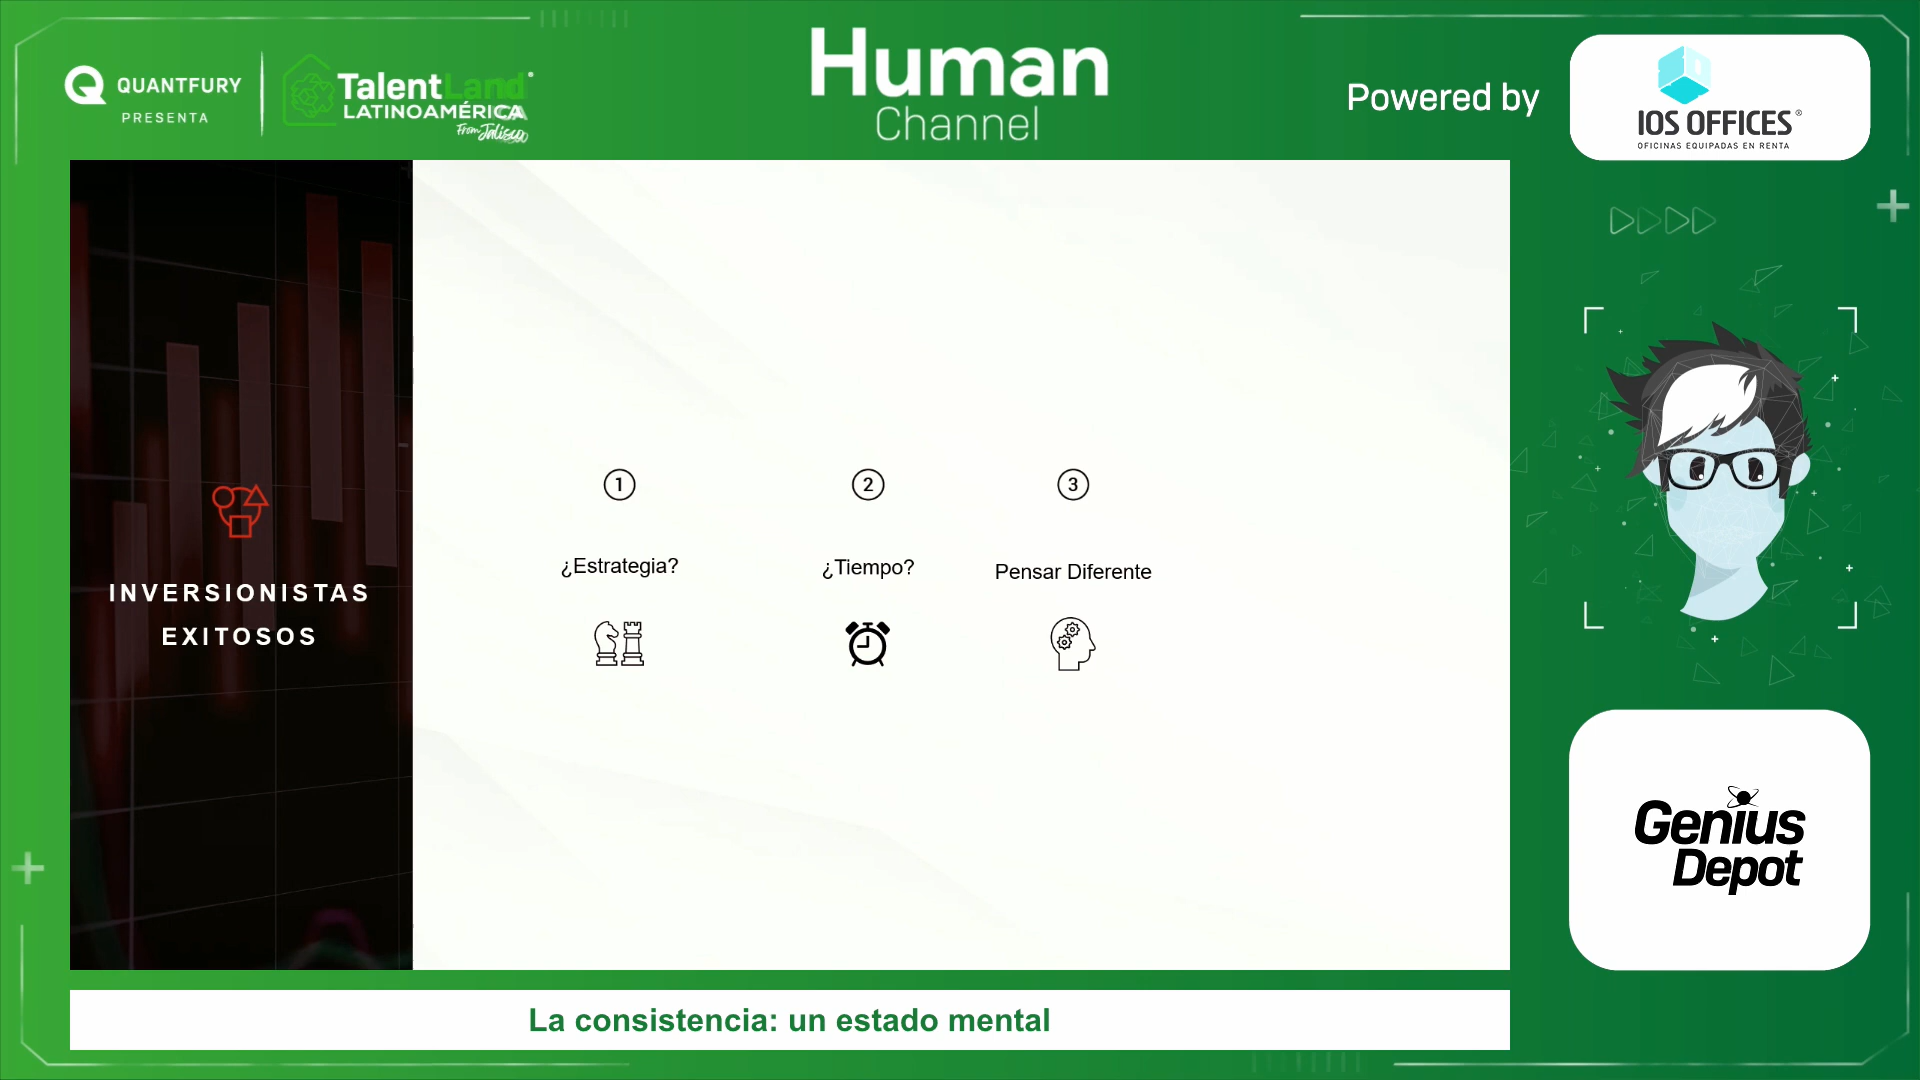 QUANTFURY
PRESENTA
TalentLand
LATINOAMÉRICA
From Jalisco
Human
Channel
Powered by
IOS OFFICES®
OFICINAS EQUIPADAS EN RENTA
INVERSIONISTAS
EXITOSOS
1
2
3
¿Estrategia?
¿Tiempo?
Pensar Diferente
Genius
Depot
La consistencia: un estado mental